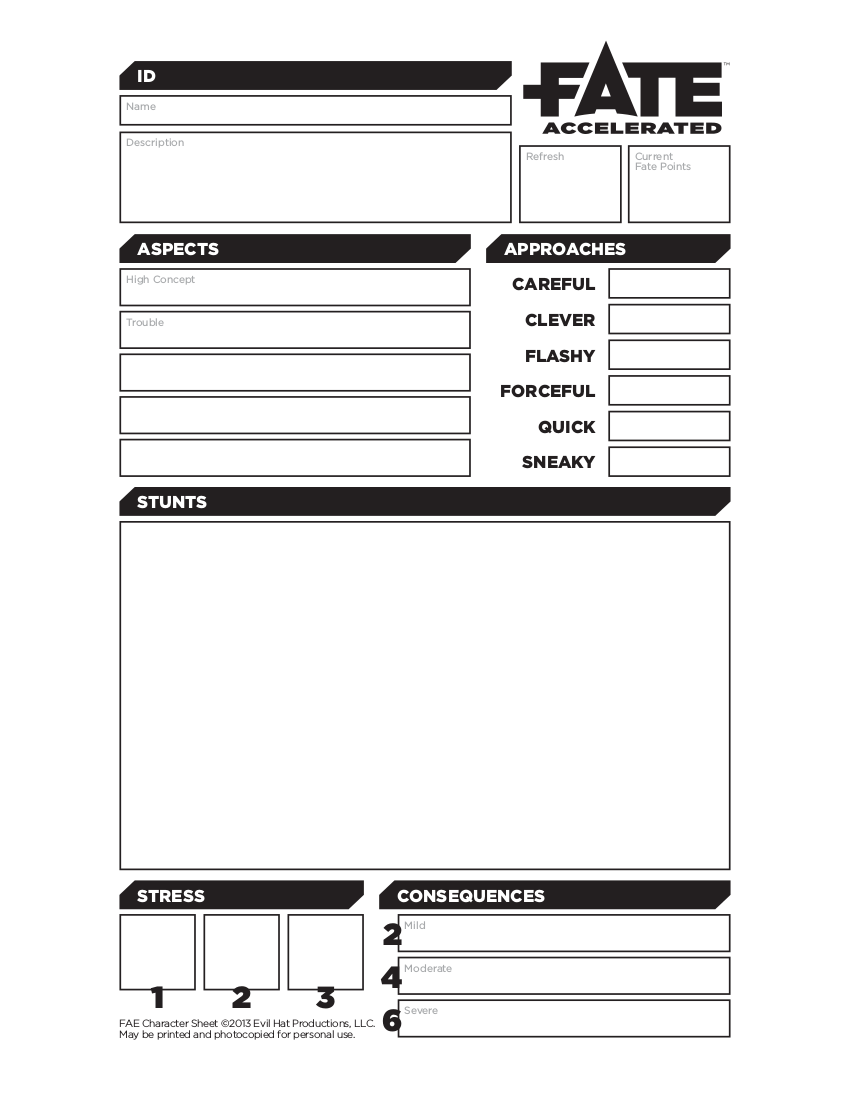 ID
FATE™
ACCELERATED
Name
Description
Refresh
Current
Fate Points
ASPECTS
High Concept
Trouble
APPROACHES
CAREFUL
CLEVER
FLASHY
FORCEFUL
QUICK
SNEAKY
STUNTS
STRESS
1 2 3
CONSEQUENCES
2 Mild
4 Moderate
6 Severe
FAE Character Sheet ©2013 Evil Hat Productions, LLC.
May be printed and photocopied for personal use.